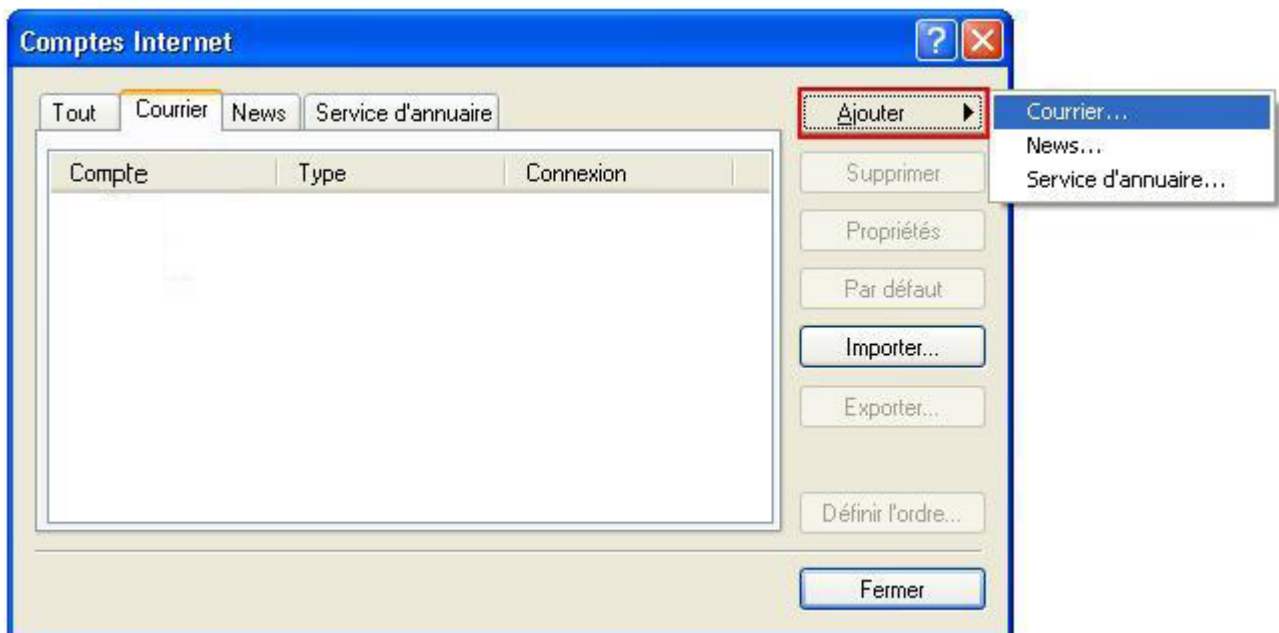 Comptes Internet
Tout Courrier News Service d'annuaire
Ajouter
Courrier...
News...
Service d'annuaire...
Compte Type Connexion
Supprimer
Propriétés
Par défaut
Importer...
Exporter...
Définir l'ordre...
Fermer